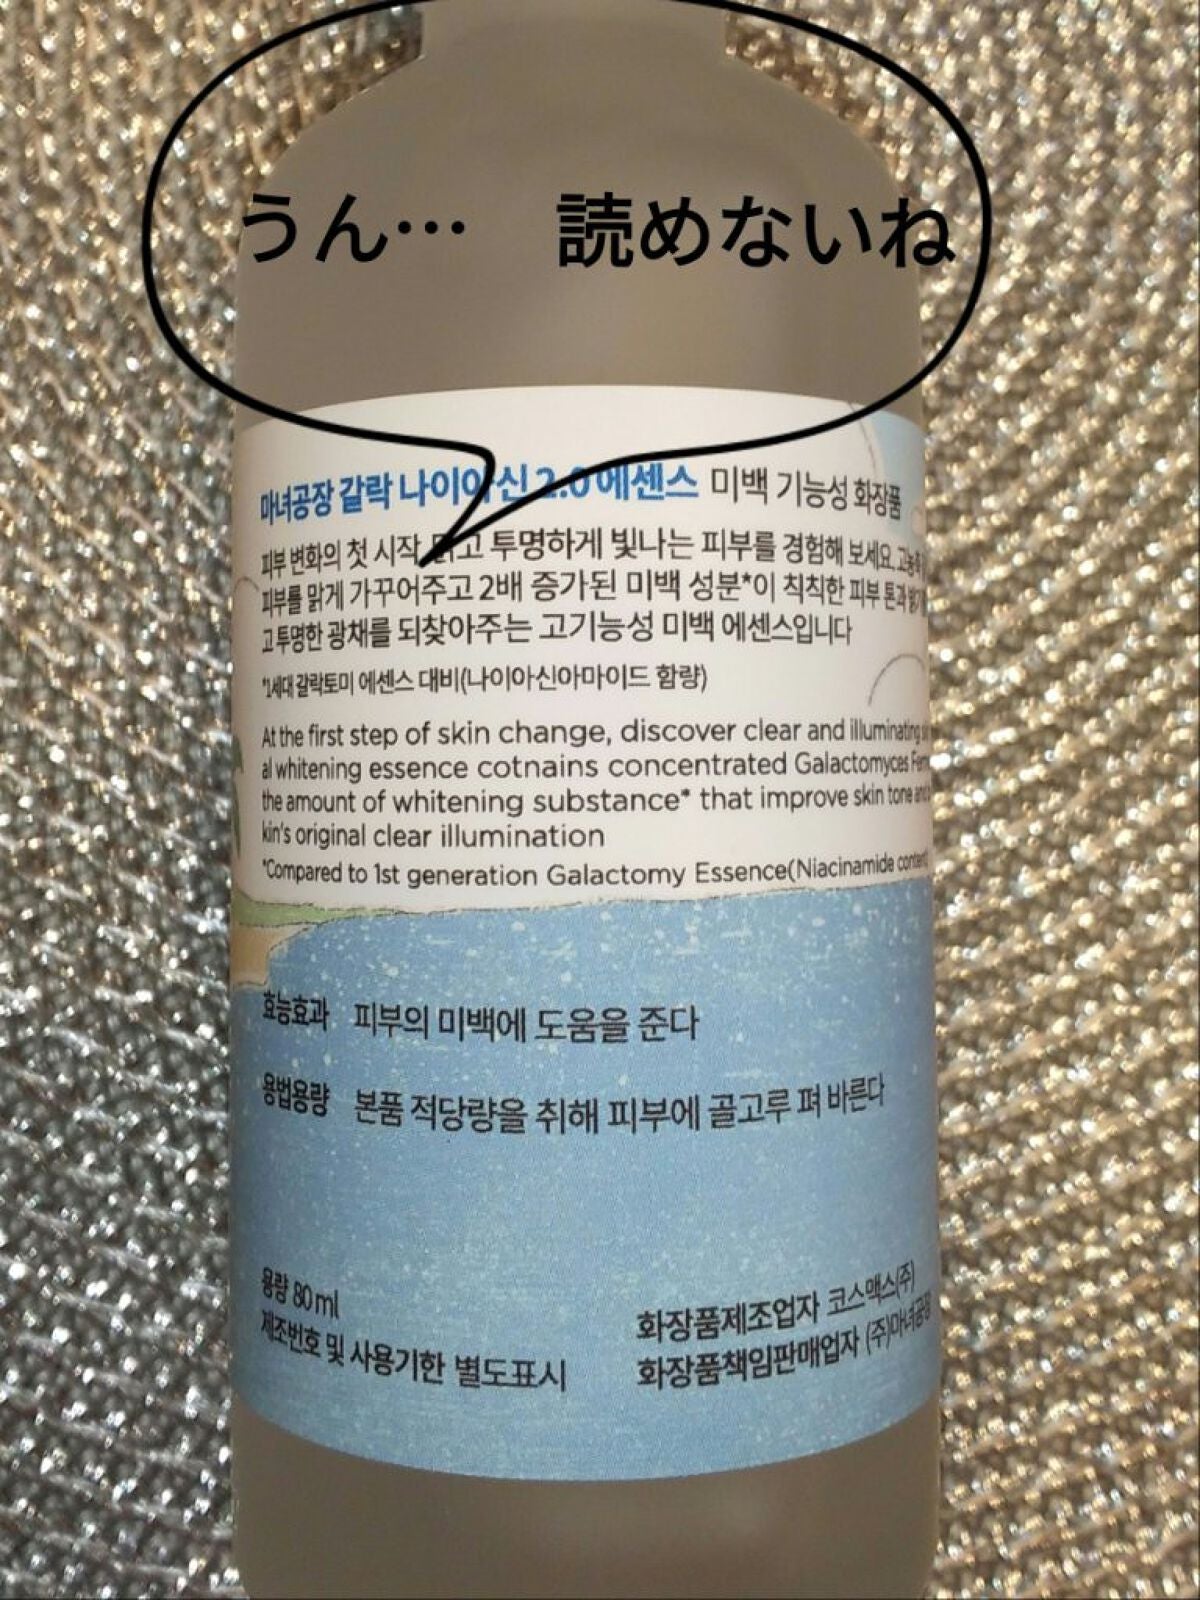 うん… 読めないね
마녀공장 갈락 나이아신 2.0 에센스 미백 기능성 화장품
피부 변화의 첫 시작 맑고 투명하게 빛나는 피부를 경험해 보세요. 고농축
피부를 맑게 가꾸어주고 2배 증가된 미백 성분*이 칙칙한 피부 톤과
고 투명한 광채를 되찾아주는 고기능성 미백 에센스입니다
*1세대 갈락토미 에센스 대비(나이아신아마이드 함량)
At the first step of skin change, discover clear and illuminating
al whitening essence cotnains concentrated Galactomyces
the amount of whitening substance* that improve skin tone and
kin's original clear illumination
*Compared to 1st generation Galactomy Essence(Niacinamide content)
효능효과 피부의 미백에 도움을 준다
용법용량 본품 적당량을 취해 피부에 골고루 펴 바른다
용량 80ml
제조번호 및 사용기한 별도표시
화장품제조업자 코스맥스(주)
화장품책임판매업자 (주)마녀공장